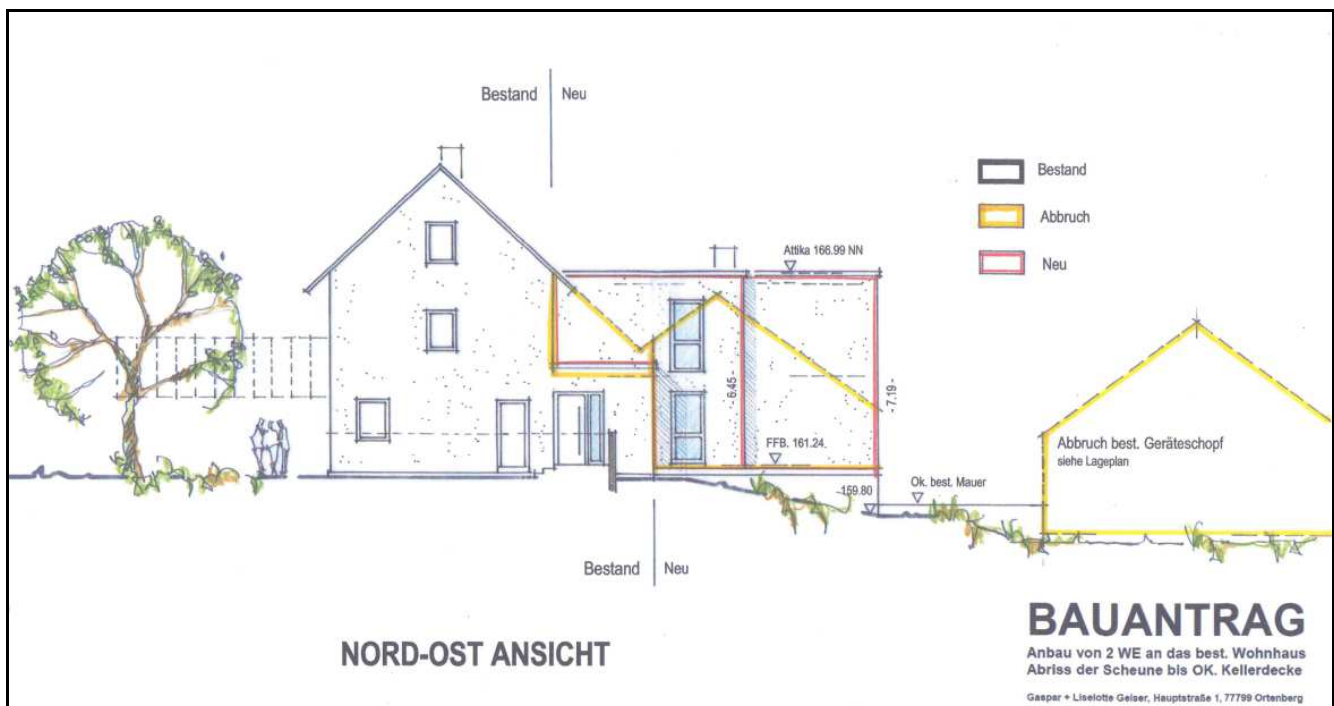 Bestand
Neu
Bestand
Abbruch
Neu
Attika 166.99 NN
- 6.45 -
- 7.19 -
FFB. 161.24.
Abbruch best. Geräteschopf
siehe Lageplan
Ok. best. Mauer
-159.80
Bestand
Neu
NORD-OST ANSICHT
BAUANTRAG
Anbau von 2 WE an das best. Wohnhaus
Abriss der Scheune bis OK. Kellerdecke
Gaspar + Liselotte Geiser, Hauptstraße 1, 77799 Ortenberg